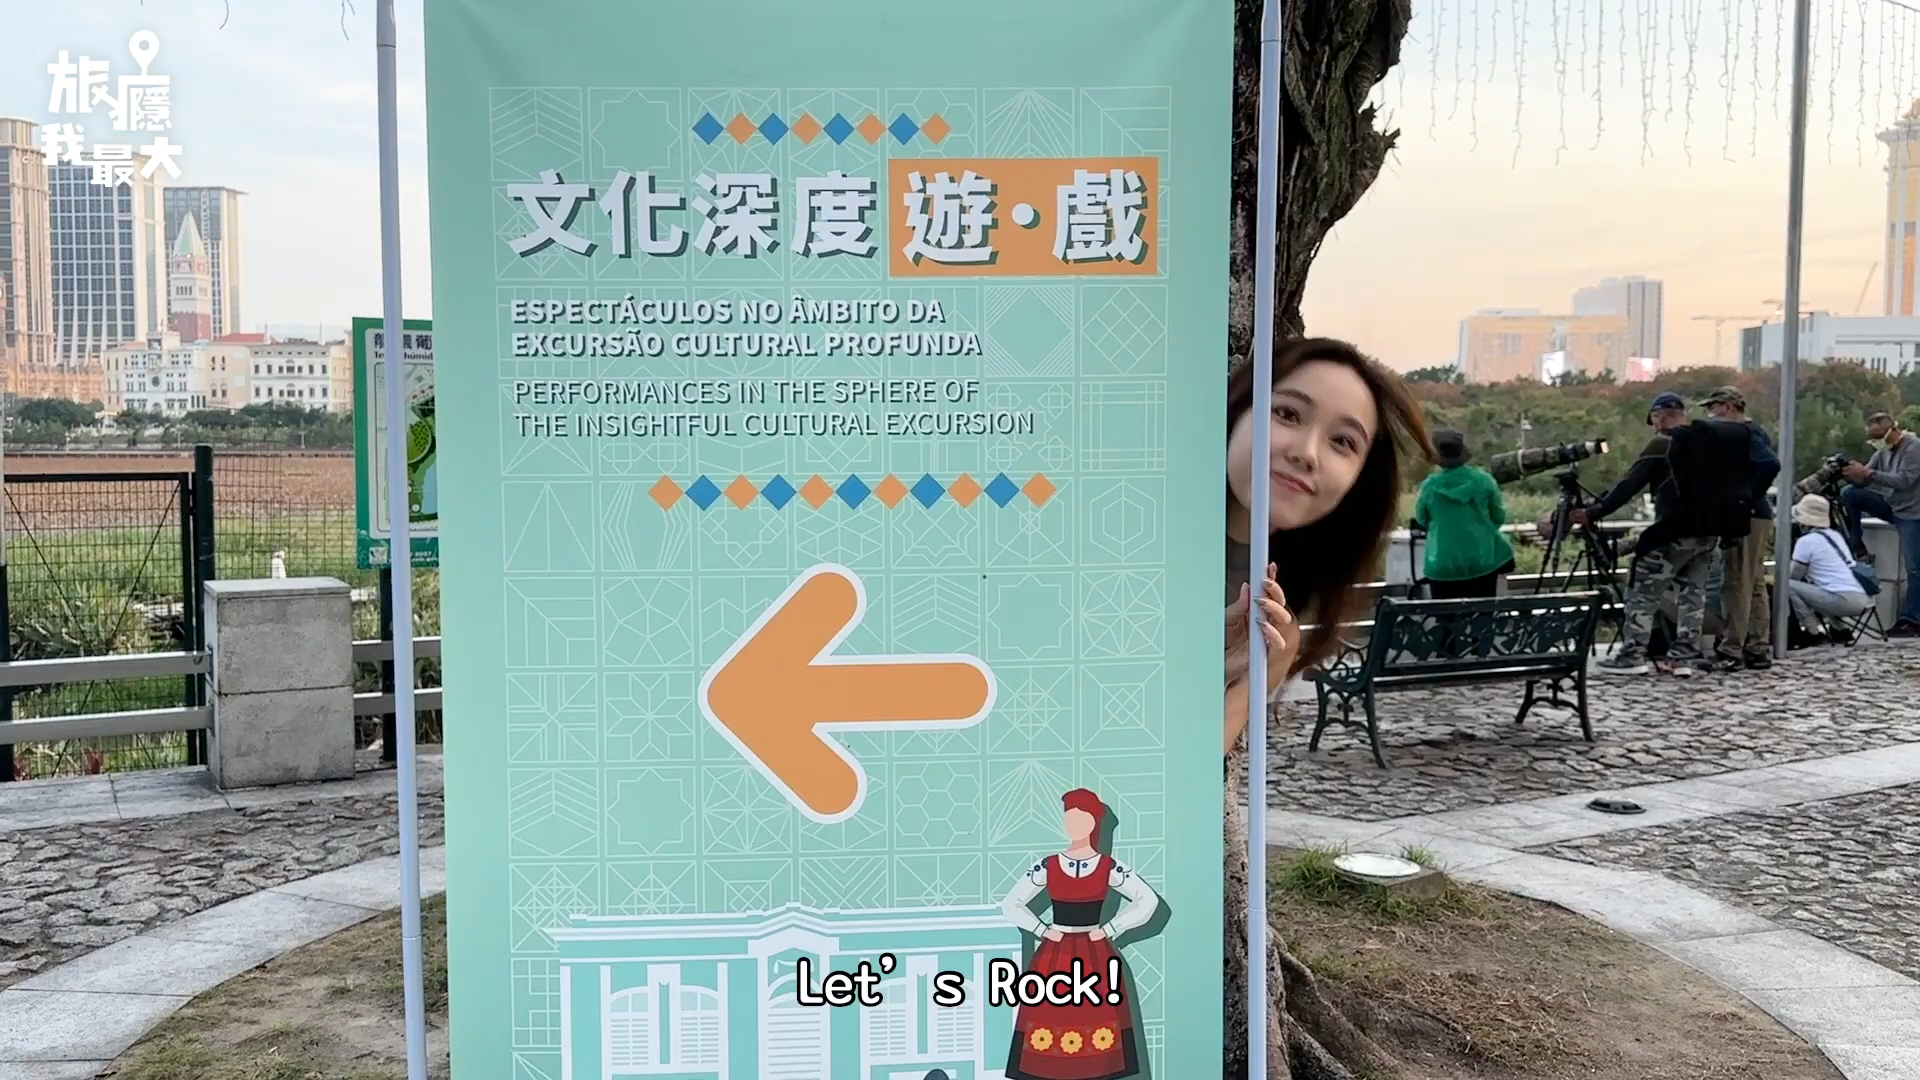 旅癮
我最大
文化深度遊·戲
ESPECTÁCULOS NO ÂMBITO DA
EXCURSÃO CULTURAL PROFUNDA
PERFORMANCES IN THE SPHERE OF
THE INSIGHTFUL CULTURAL EXCURSION
Let's Rock!